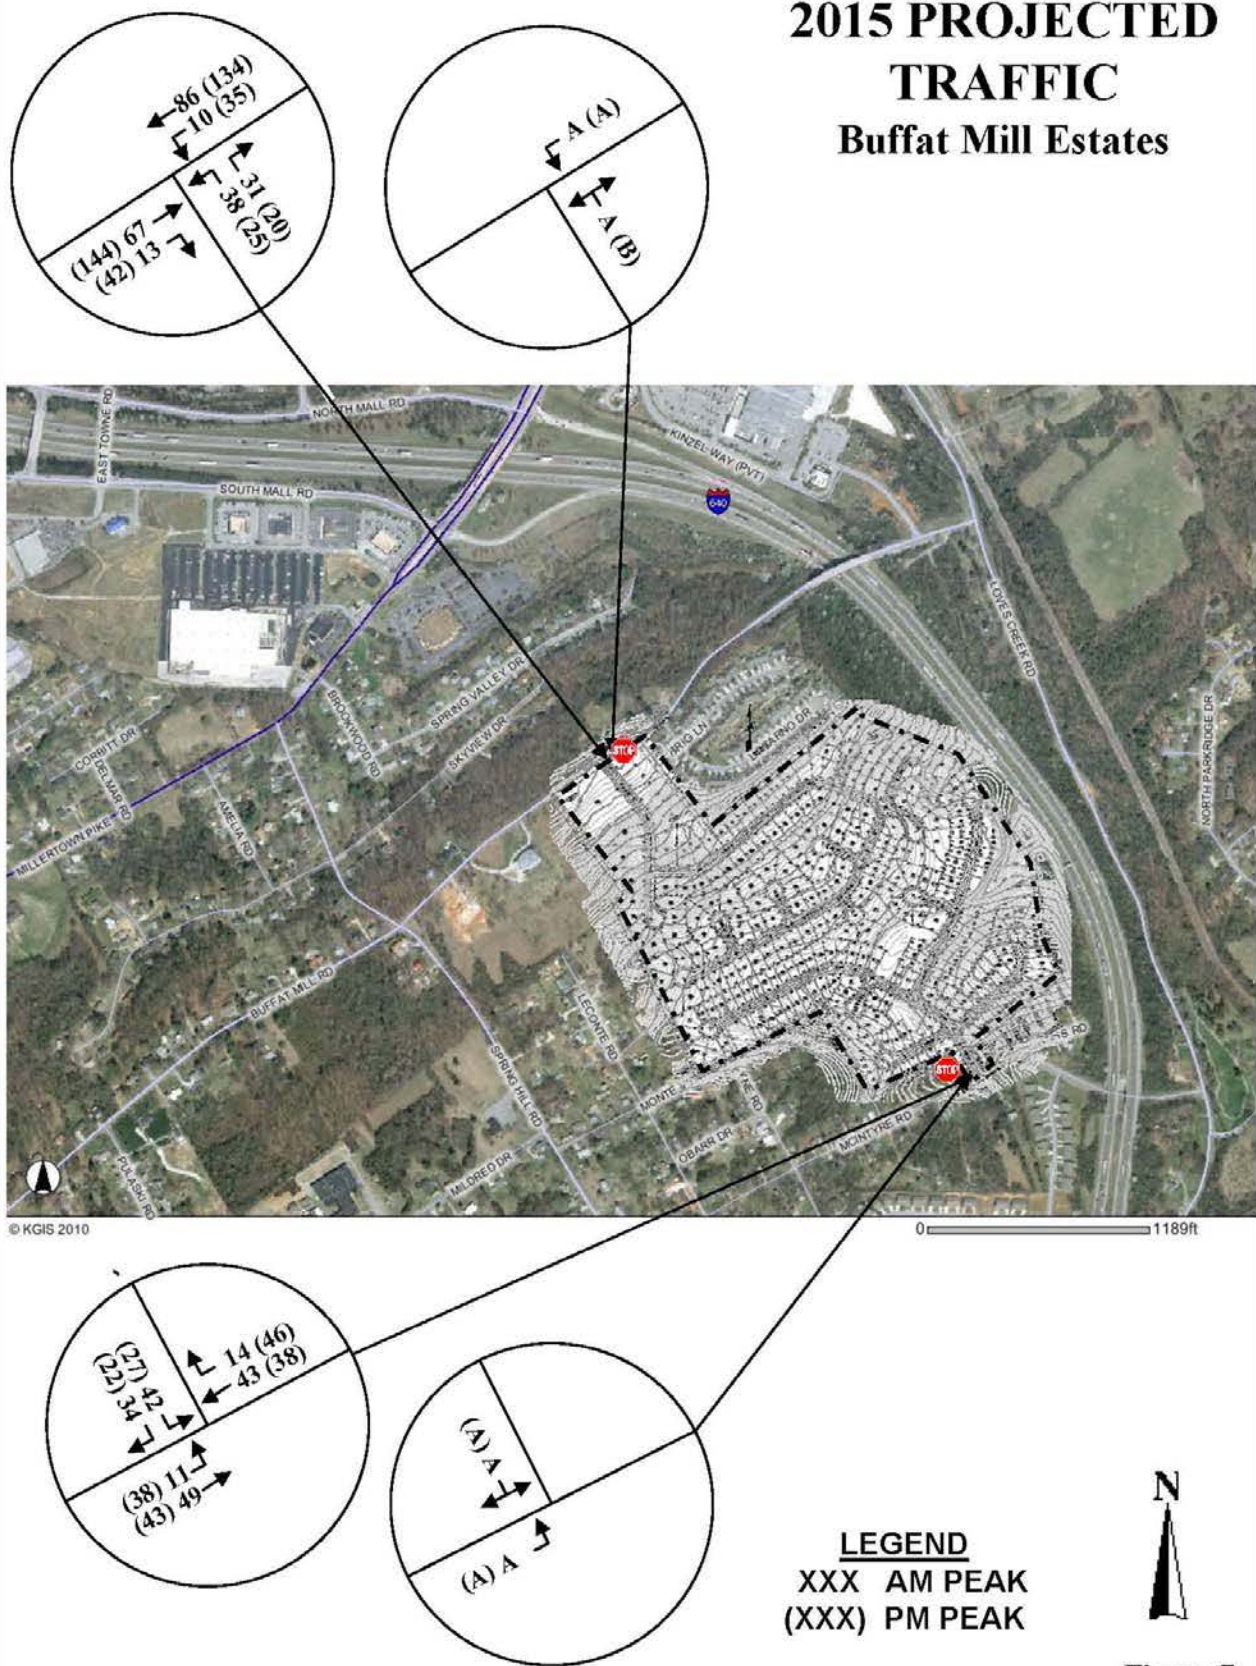 2015 PROJECTED
TRAFFIC
Buffat Mill Estates
86 (134)
10 (35)
31 (20)
38 (25)
(144) 67
(42) 13
A (A)
A (B)
NORTH MALL RD
EAST TOWNE RD
SOUTH MALL RD
KINZEL WAY (PVT)
640
LOVES CREEK RD
NORTH PARKRIDGE DR
SPRING VALLEY DR
SKYVIEW DR
BROOKWOOD RD
CORBITT DR
DELMAR RD
AMELIA RD
MILLERTOWN PIKE
STOP
BUFFAT MILL RD
LECONTE RD
SPRING HILL RD
MONTE
STOP
MCINTYRE RD
OBARR DR
MILDRED DR
PULASKI RD
© KGIS 2010
0
1189ft
14 (46)
43 (38)
(27) 42
(22) 34
(38) 11
(43) 49
(A) A
(A) A
LEGEND
XXX AM PEAK
(XXX) PM PEAK
N